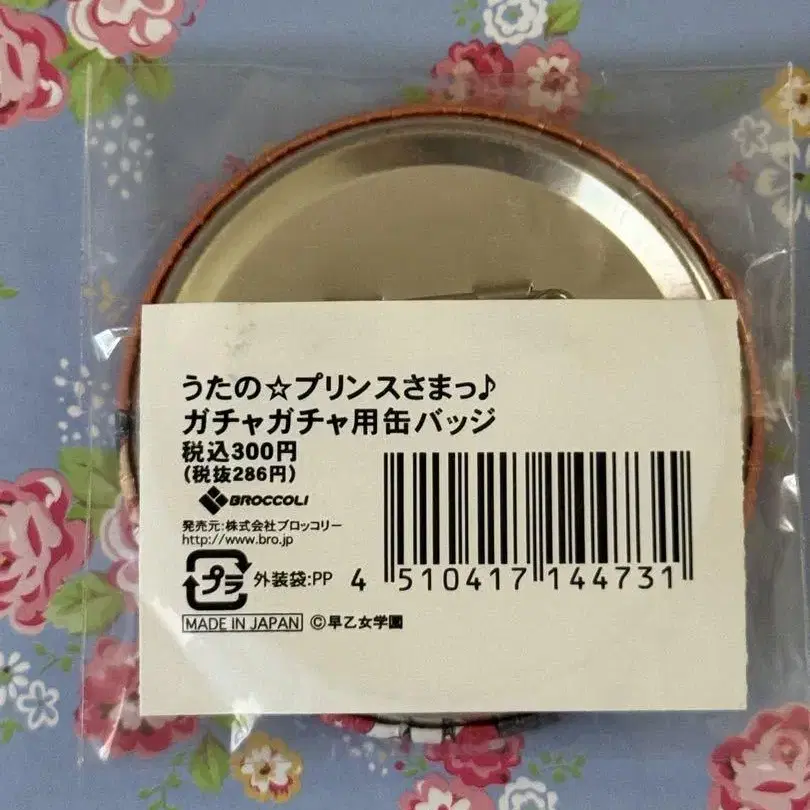 うたの☆プリンスさまっ♪
ガチャガチャ用缶バッジ
税込300円
(税抜286円)
BROCCOLI
発売元:株式会社ブロッコリー
http://www.bro.jp
プラ 外装袋:PP
4 510417 144731
MADE IN JAPAN ©早乙女学園